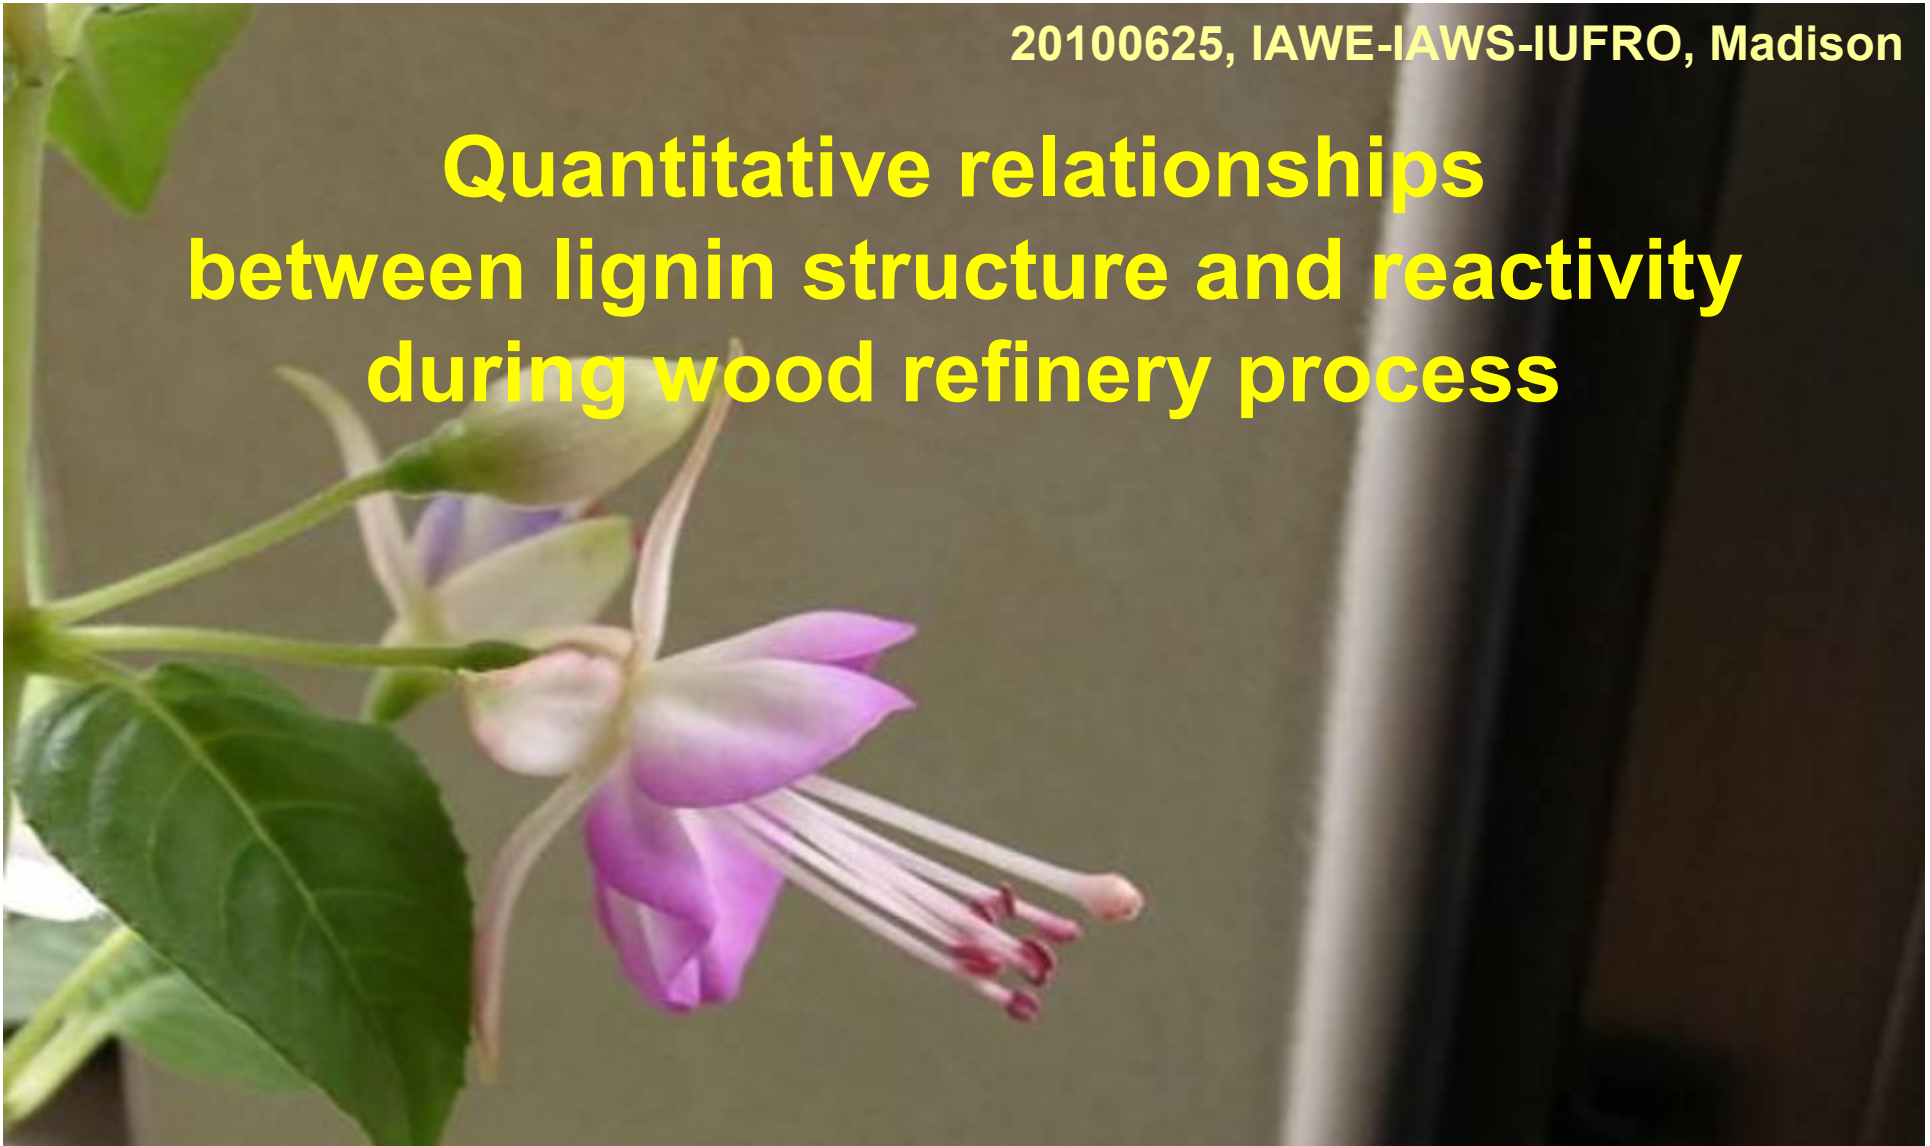 20100625, IAWE-IAWS-IUFRO, Madison
Quantitative relationships
between lignin structure and reactivity
during wood refinery process